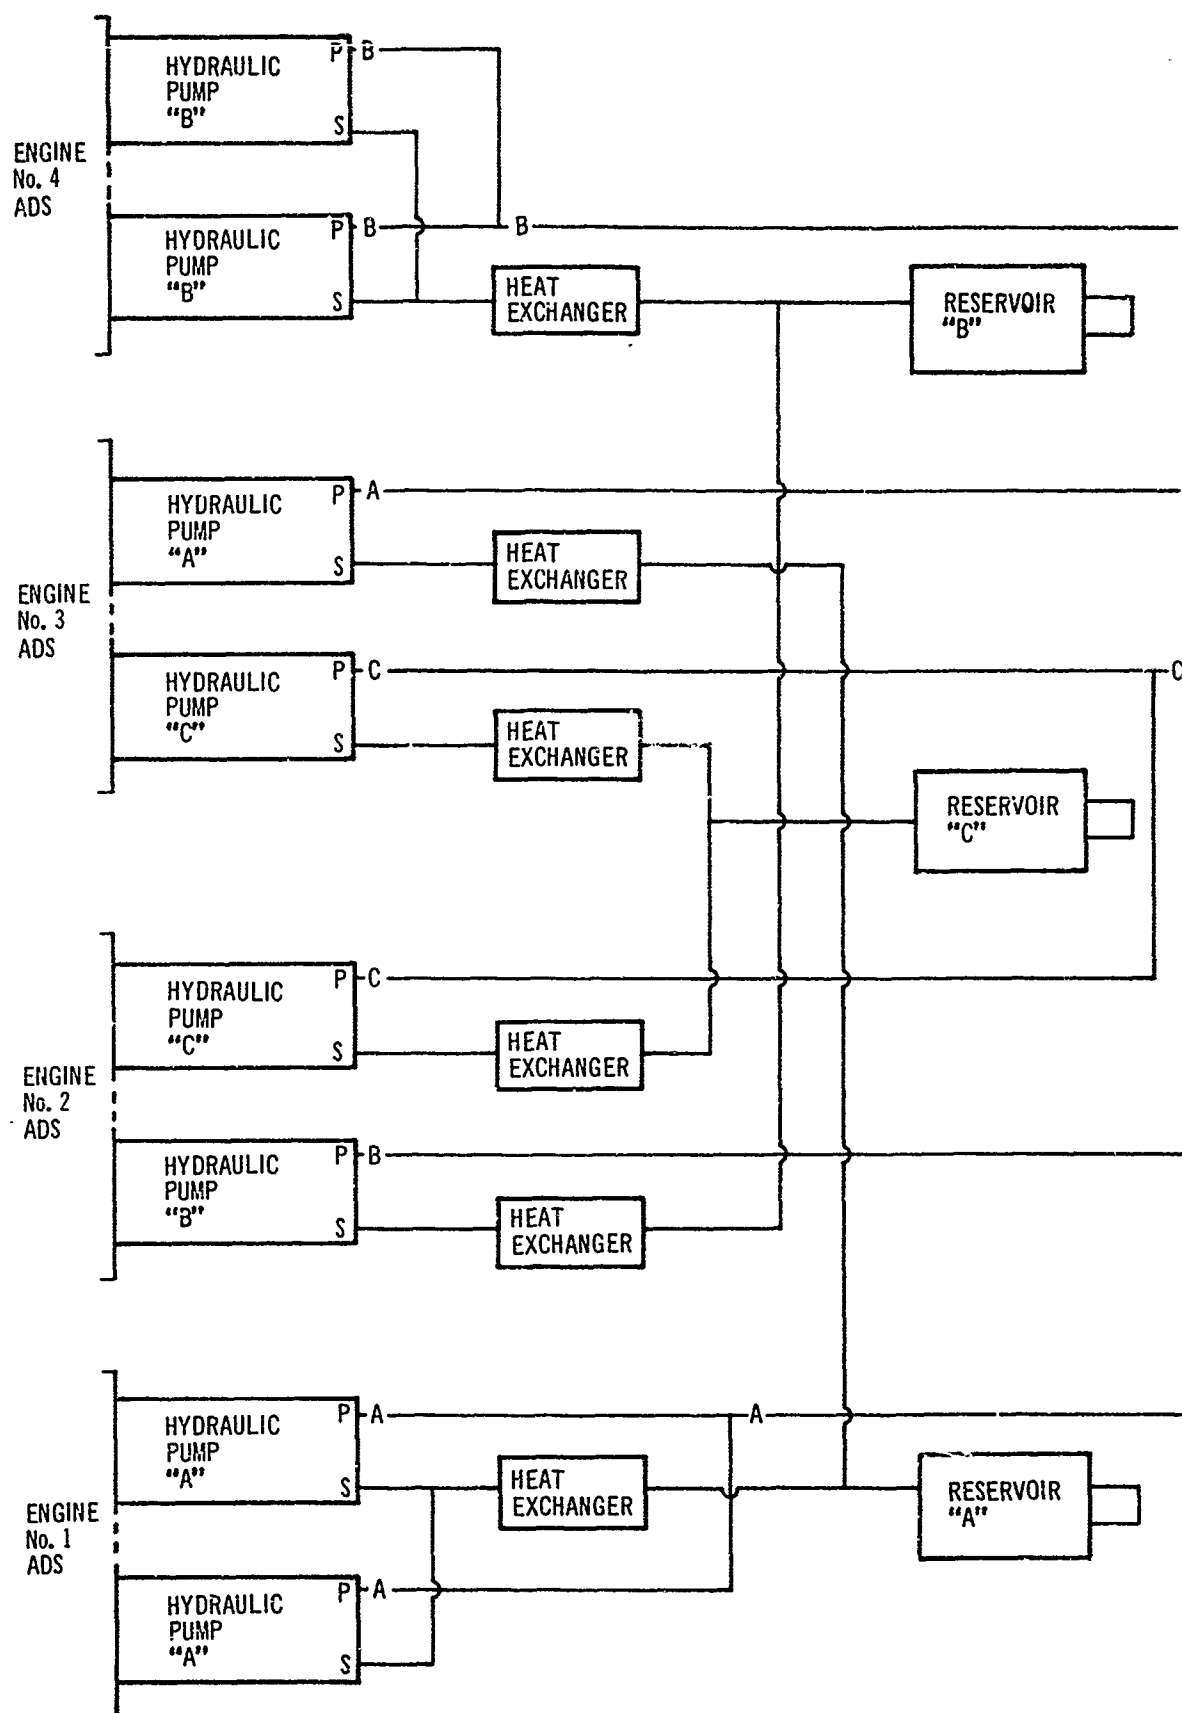 HYDRAULIC
PUMP
“B”
P B
S
ENGINE
No. 4
ADS
HYDRAULIC
PUMP
“B”
P B B
S
HEAT
EXCHANGER
RESERVOIR
“B”
HYDRAULIC
PUMP
“A”
P A
S
HEAT
EXCHANGER
ENGINE
No. 3
ADS
HYDRAULIC
PUMP
“C”
P C C
S
HEAT
EXCHANGER
RESERVOIR
“C”
HYDRAULIC
PUMP
“C”
P C
S
HEAT
EXCHANGER
ENGINE
No. 2
ADS
HYDRAULIC
PUMP
“B”
P B
S
HEAT
EXCHANGER
HYDRAULIC
PUMP
“A”
P A A
S
HEAT
EXCHANGER
RESERVOIR
“A”
ENGINE
No. 1
ADS
HYDRAULIC
PUMP
“A”
P A
S